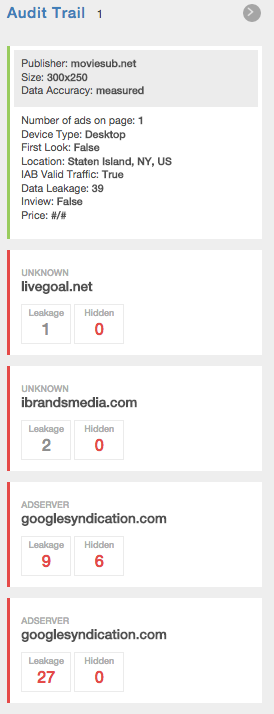 Audit Trail 1
Publisher: moviesub.net
Size: 300x250
Data Accuracy: measured
Number of ads on page: 1
Device Type: Desktop
First Look: False
Location: Staten Island, NY, US
IAB Valid Traffic: True
Data Leakage: 39
Inview: False
Price: #/#
UNKNOWN
livegoal.net
Leakage Hidden
1 0
UNKNOWN
ibrandsmedia.com
Leakage Hidden
2 0
ADSERVER
googlesyndication.com
Leakage Hidden
9 6
ADSERVER
googlesyndication.com
Leakage Hidden
27 0